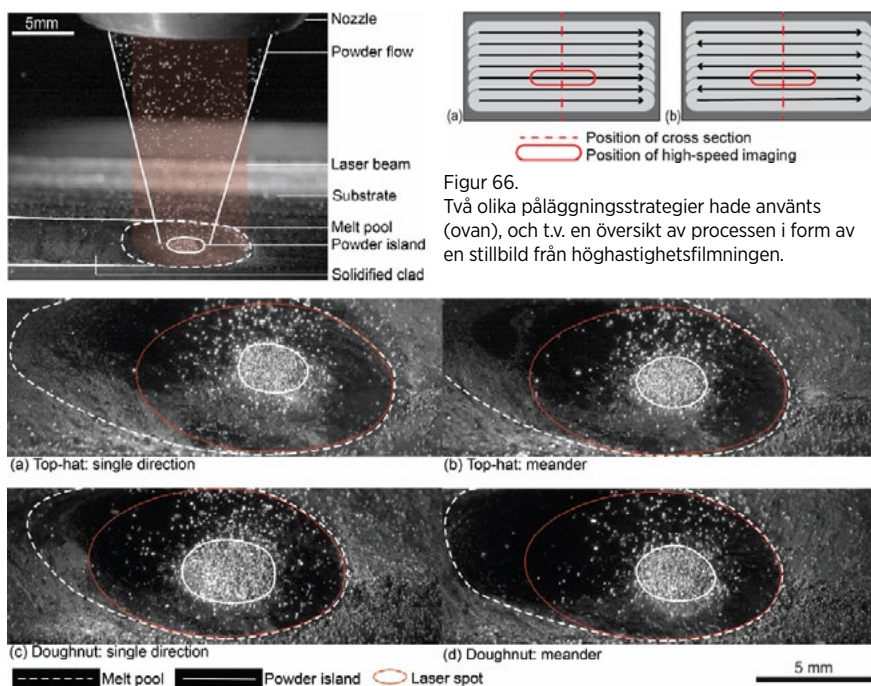 5mm
Nozzle
Powder flow
Laser beam
Substrate
Melt pool
Powder island
Solidified clad
(a)
(b)
Position of cross section
Position of high-speed imaging
Figur 66.
Två olika påläggningsstrategier hade använts
(ovan), och t.v. en översikt av processen i form av
en stillbild från höghastighetsfilmningen.
(a) Top-hat: single direction
(b) Top-hat: meander
(c) Doughnut: single direction
(d) Doughnut: meander
Melt pool
Powder island
Laser spot
5 mm